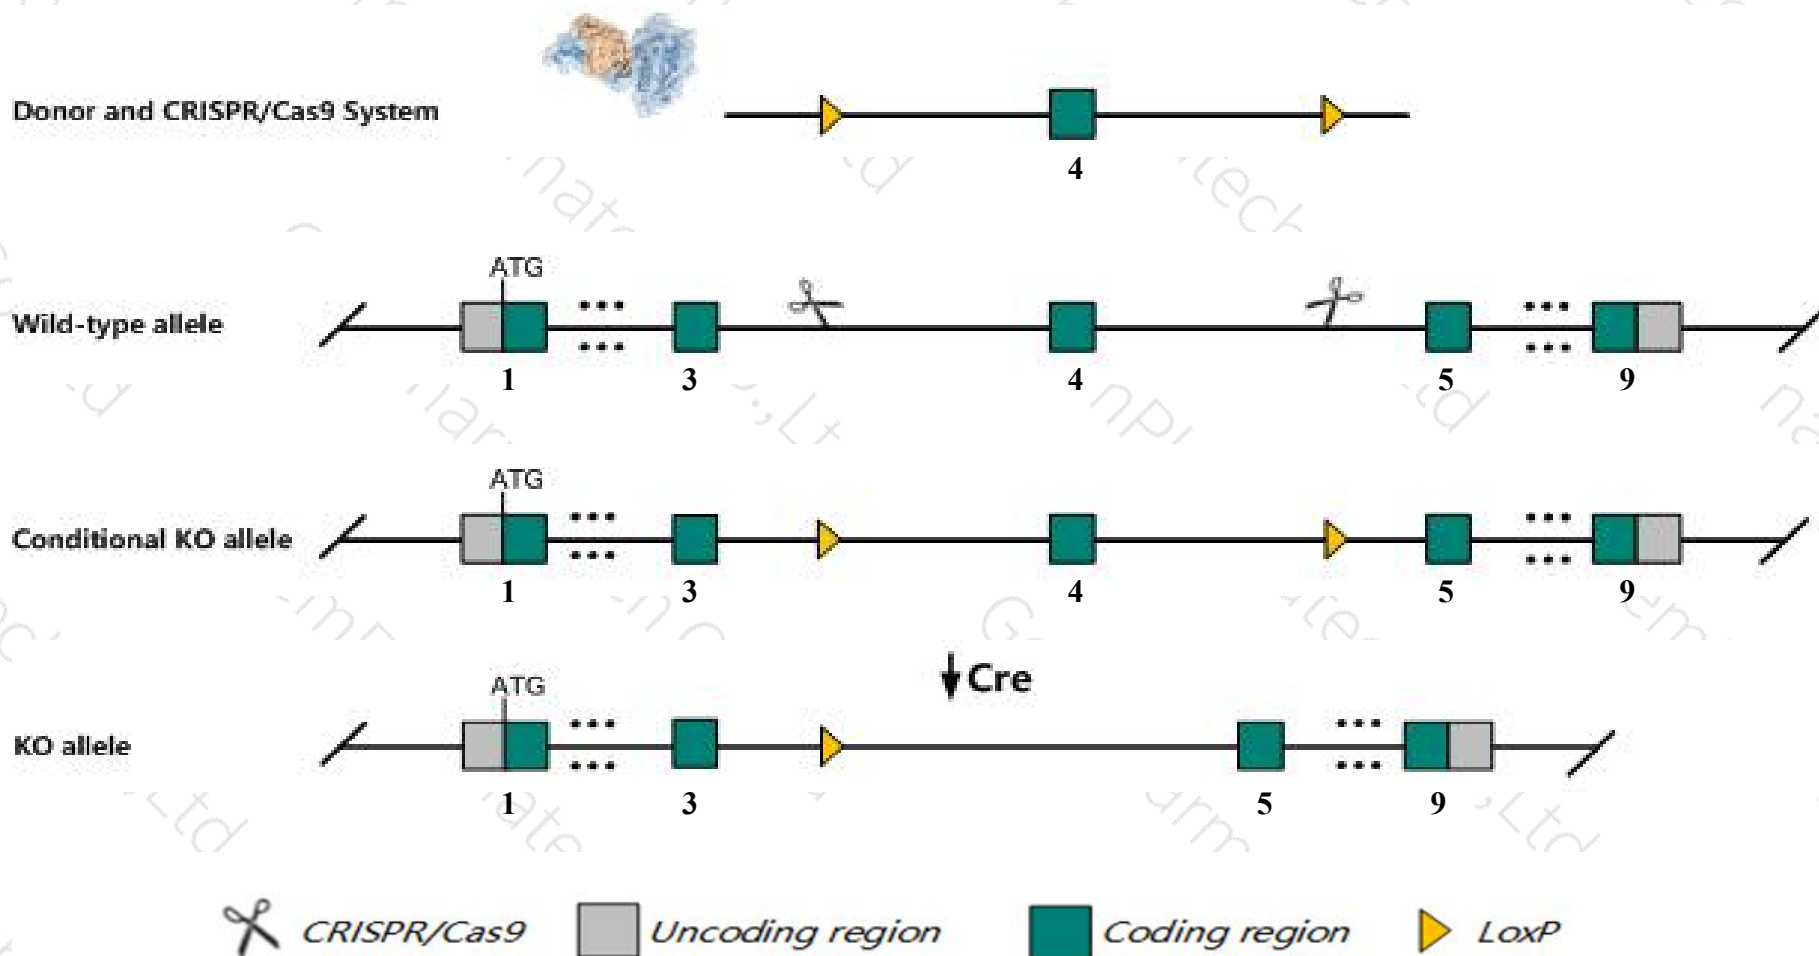 Donor and CRISPR/Cas9 System
4
ATG
Wild-type allele
1 3 4 5 9
ATG
Conditional KO allele
1 3 4 5 9
Cre
ATG
KO allele
1 3 5 9
CRISPR/Cas9 Uncoding region Coding region LoxP